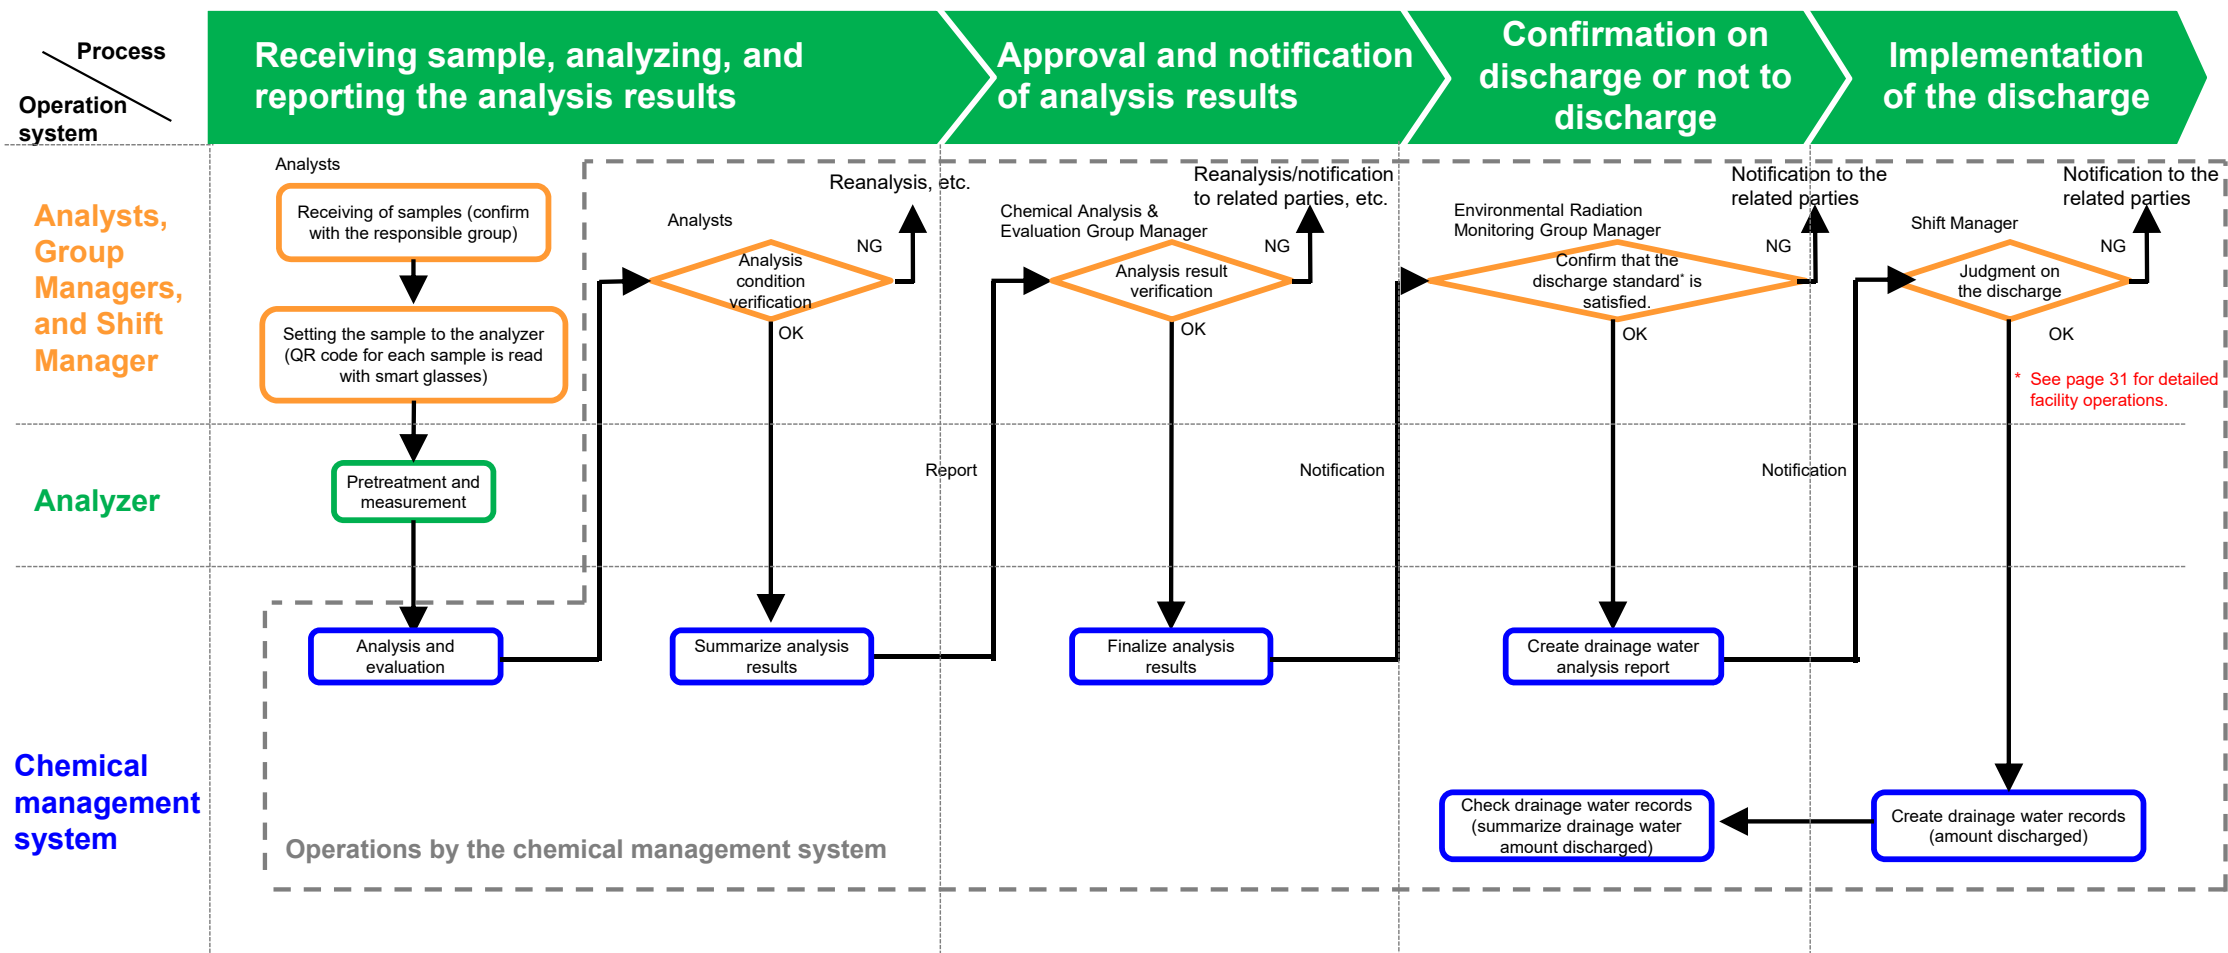 Process
Operation
system
Receiving sample, analyzing, and
reporting the analysis results
Approval and notification
of analysis results
Confirmation on
discharge or not to
discharge
Implementation
of the discharge
Analysts,
Group
Managers,
and Shift
Manager
Analysts
Receiving of samples (confirm
with the responsible group)
Setting the sample to the analyzer
(QR code for each sample is read
with smart glasses)
Analysts
Analysis
condition
verification
NG
Reanalysis, etc.
OK
Chemical Analysis &
Evaluation Group Manager
Analysis result
verification
NG
Reanalysis/notification
to related parties, etc.
OK
Environmental Radiation
Monitoring Group Manager
Confirm that the
discharge standard* is
satisfied.
NG
Notification to the
related parties
OK
Shift Manager
Judgment on
the discharge
NG
Notification to the
related parties
OK
* See page 31 for detailed
facility operations.
Analyzer
Pretreatment and
measurement
Report
Notification
Notification
Chemical
management
system
Analysis and
evaluation
Summarize analysis
results
Finalize analysis
results
Create drainage water
analysis report
Check drainage water records
(summarize drainage water
amount discharged)
Create drainage water records
(amount discharged)
Operations by the chemical management system